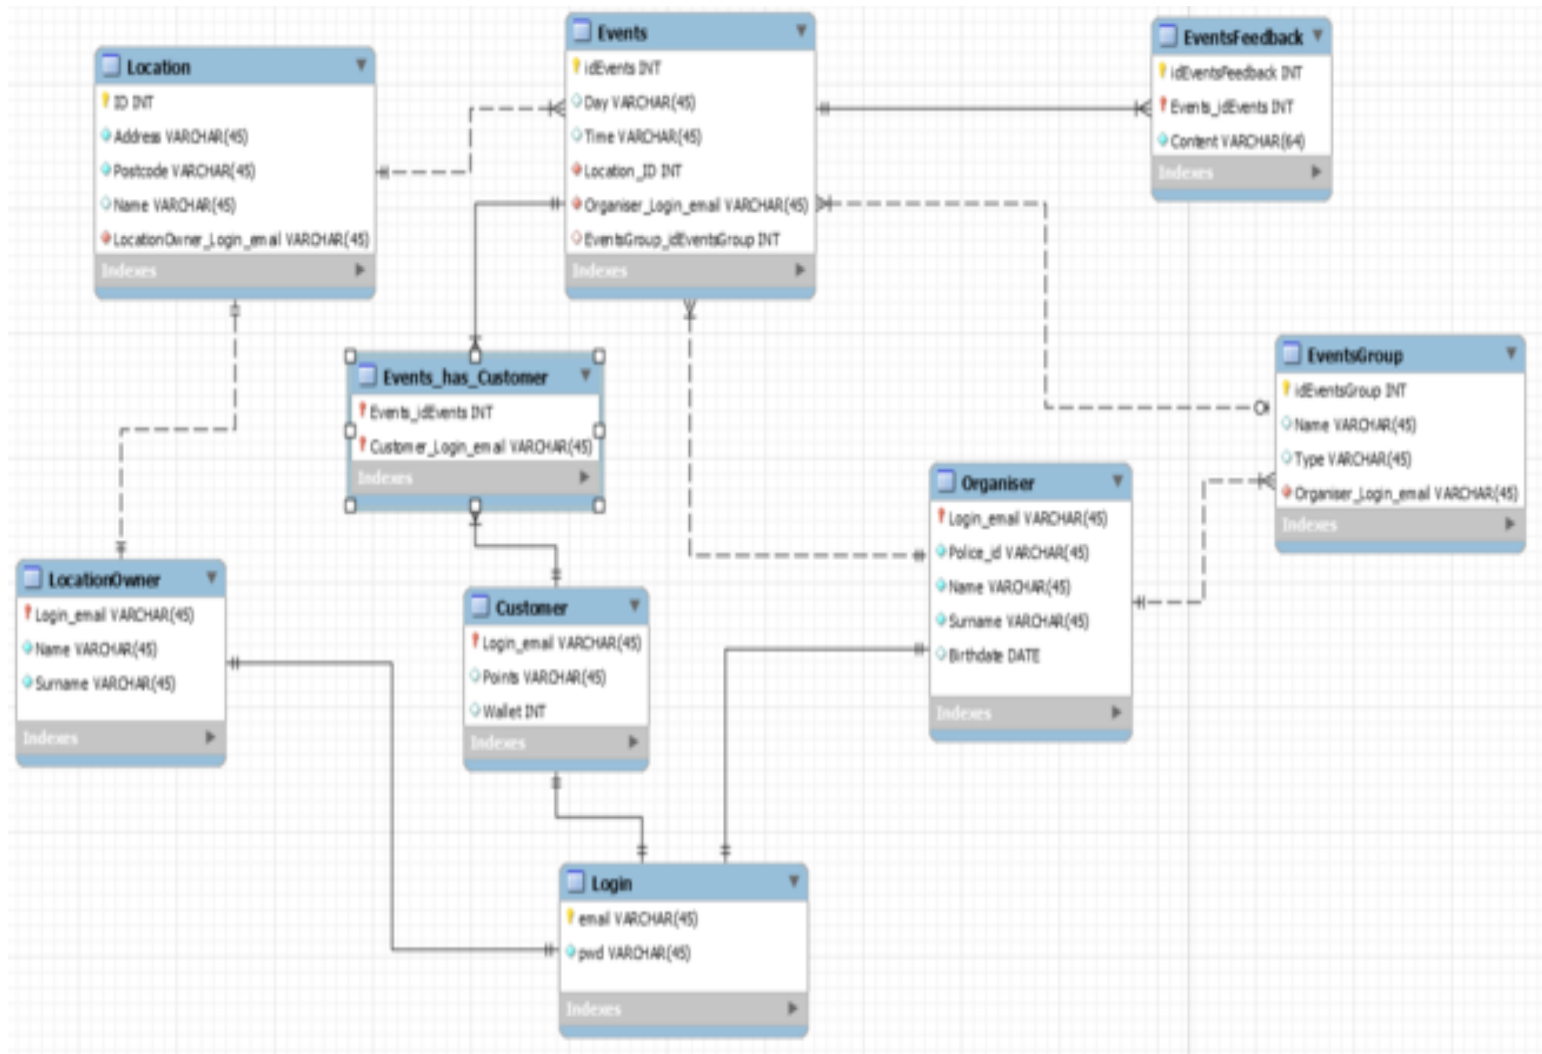 Location
ID INT
Address VARCHAR(45)
Postcode VARCHAR(45)
Name VARCHAR(45)
LocationOwner_Login_email VARCHAR(45)
Indexes
Events
idEvents INT
Day VARCHAR(45)
Time VARCHAR(45)
Location_ID INT
Organiser_Login_email VARCHAR(45)
EventsGroup_idEventsGroup INT
Indexes
EventsFeedback
idEventsFeedback INT
Events_idEvents INT
Content VARCHAR(64)
Indexes
Events_has_Customer
Events_idEvents INT
Customer_Login_email VARCHAR(45)
Indexes
EventsGroup
idEventsGroup INT
Name VARCHAR(45)
Type VARCHAR(45)
Organiser_Login_email VARCHAR(45)
Indexes
Organiser
Login_email VARCHAR(45)
Police_id VARCHAR(45)
Name VARCHAR(45)
Surname VARCHAR(45)
Birthdate DATE
Indexes
LocationOwner
Login_email VARCHAR(45)
Name VARCHAR(45)
Surname VARCHAR(45)
Indexes
Customer
Login_email VARCHAR(45)
Points VARCHAR(45)
Wallet INT
Indexes
Login
email VARCHAR(45)
pwd VARCHAR(45)
Indexes